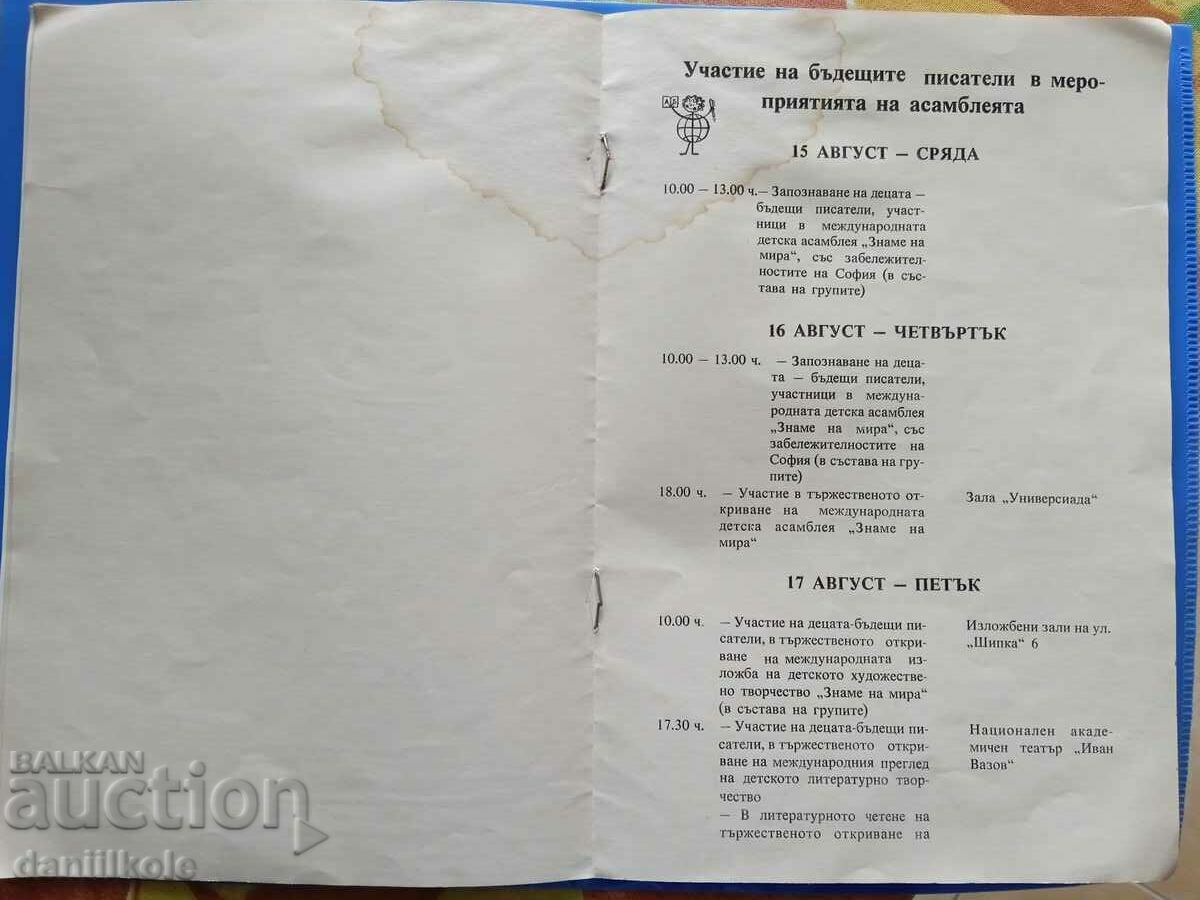 Участие на бъдещите писатели в меро-
приятията на асамблеята
АБ
15 АВГУСТ – СРЯДА
10.00 – 13.00 ч.– Запознаване на децата –
бъдещи писатели, участ-
ници в международната
детска асамблея „Знаме на
мира“, със забележител-
ностите на София (в със-
тава на групите)
16 АВГУСТ – ЧЕТВЪРТЪК
10.00 – 13.00 ч. – Запознаване на деца-
та – бъдещи писатели,
участници в междуна-
родната детска асамблея
„Знаме на мира“, със
забележителностите на
София (в състава на гру-
пите)
18.00 ч. – Участие в тържественото от- Зала „Универсиада“
криване на международната
детска асамблея „Знаме на
мира“
17 АВГУСТ – ПЕТЪК
10.00 ч. – Участие на децата-бъдещи пи- Изложбени зали на ул.
сатели, в тържественото откри- „Шипка“ 6
ване на международната из-
ложба на детското художестве-
но творчество „Знаме на мира“
(в състава на групите)
17.30 ч. – Участие на децата-бъдещи пи- Национален акаде-
сатели, в тържественото откри- мичен театър „Иван
ване на международния преглед Вазов“
на детското литературно твор-
чество
– В литературното четене на
тържественото откриване на
BALKAN
auction
daniilkole